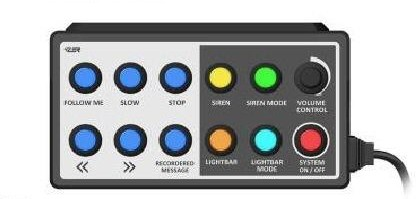 FOLLOW ME
SLOW
STOP
SIREN
SIREN MODE
VOLUME
CONTROL
RECORDERED
MESSAGE
LIGHTBAR
LIGHTBAR
MODE
SYSTEM
ON / OFF